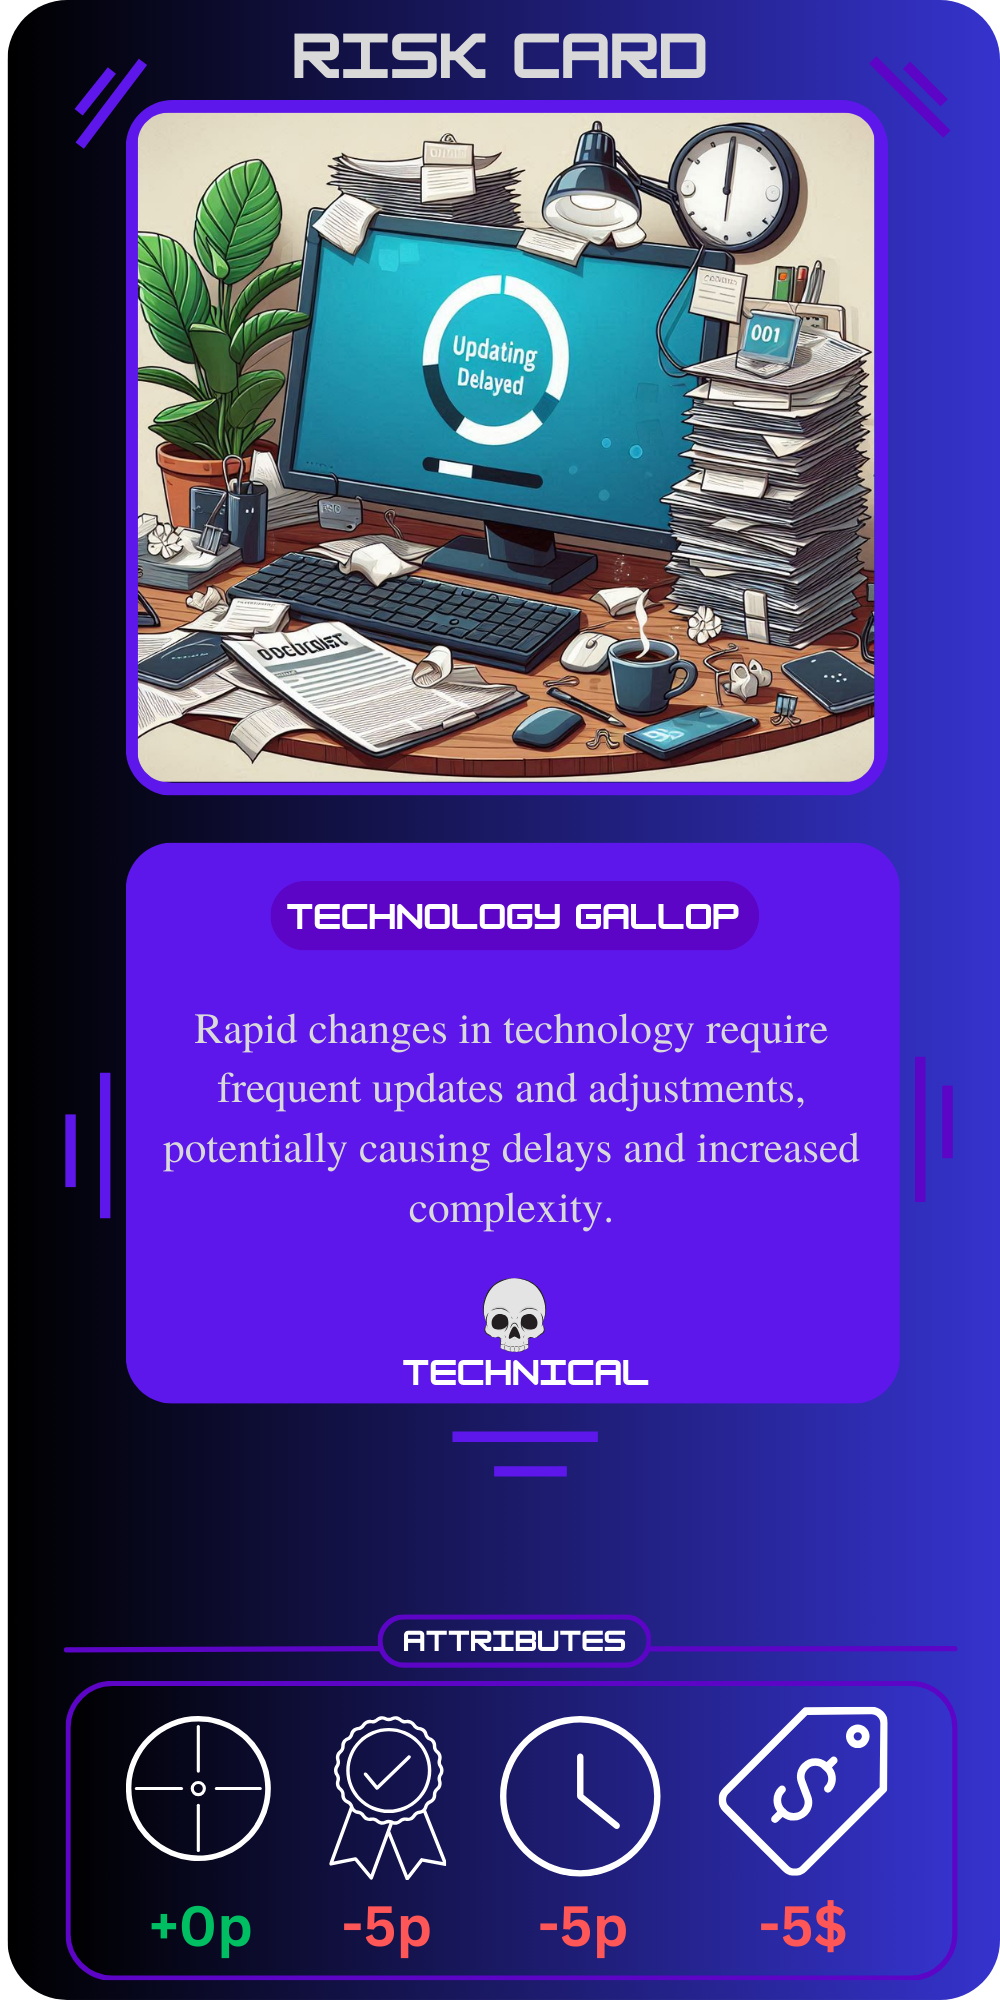 RISK CARD
Updating
Delayed
001
TECHNOLOGY GALLOP
Rapid changes in technology require
frequent updates and adjustments,
potentially causing delays and increased
complexity.
TECHNICAL
ATTRIBUTES
+0p -5p -5p -5$